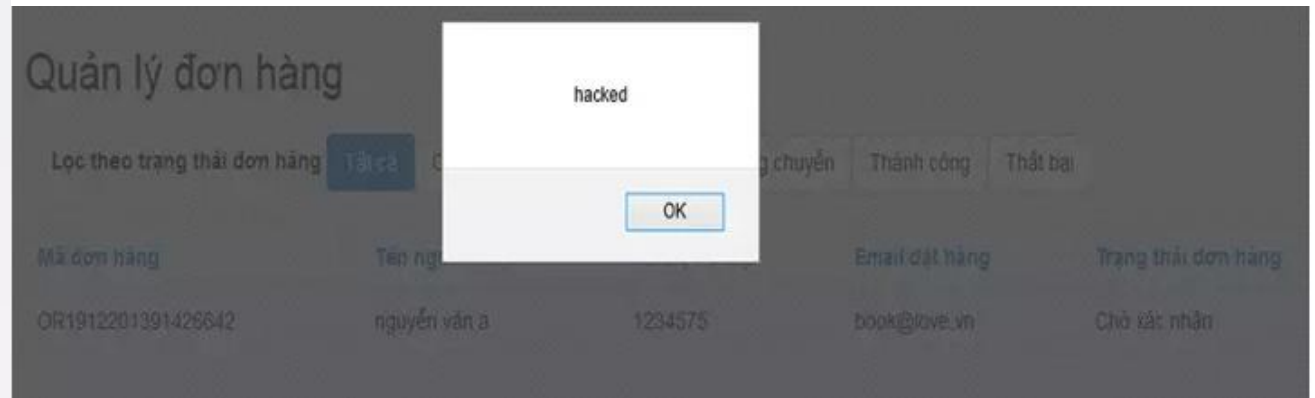 Quản lý đơn hàng
hacked
Lọc theo trạng thái đơn hàng Tất cả chuyển Thành công Thất bại
OK
Mã đơn hàng Tên Email đặt hàng Trạng thái đơn hàng
OR1912201391426642 nguyễn văn a 1234575 book@love.vn Chờ xác nhận